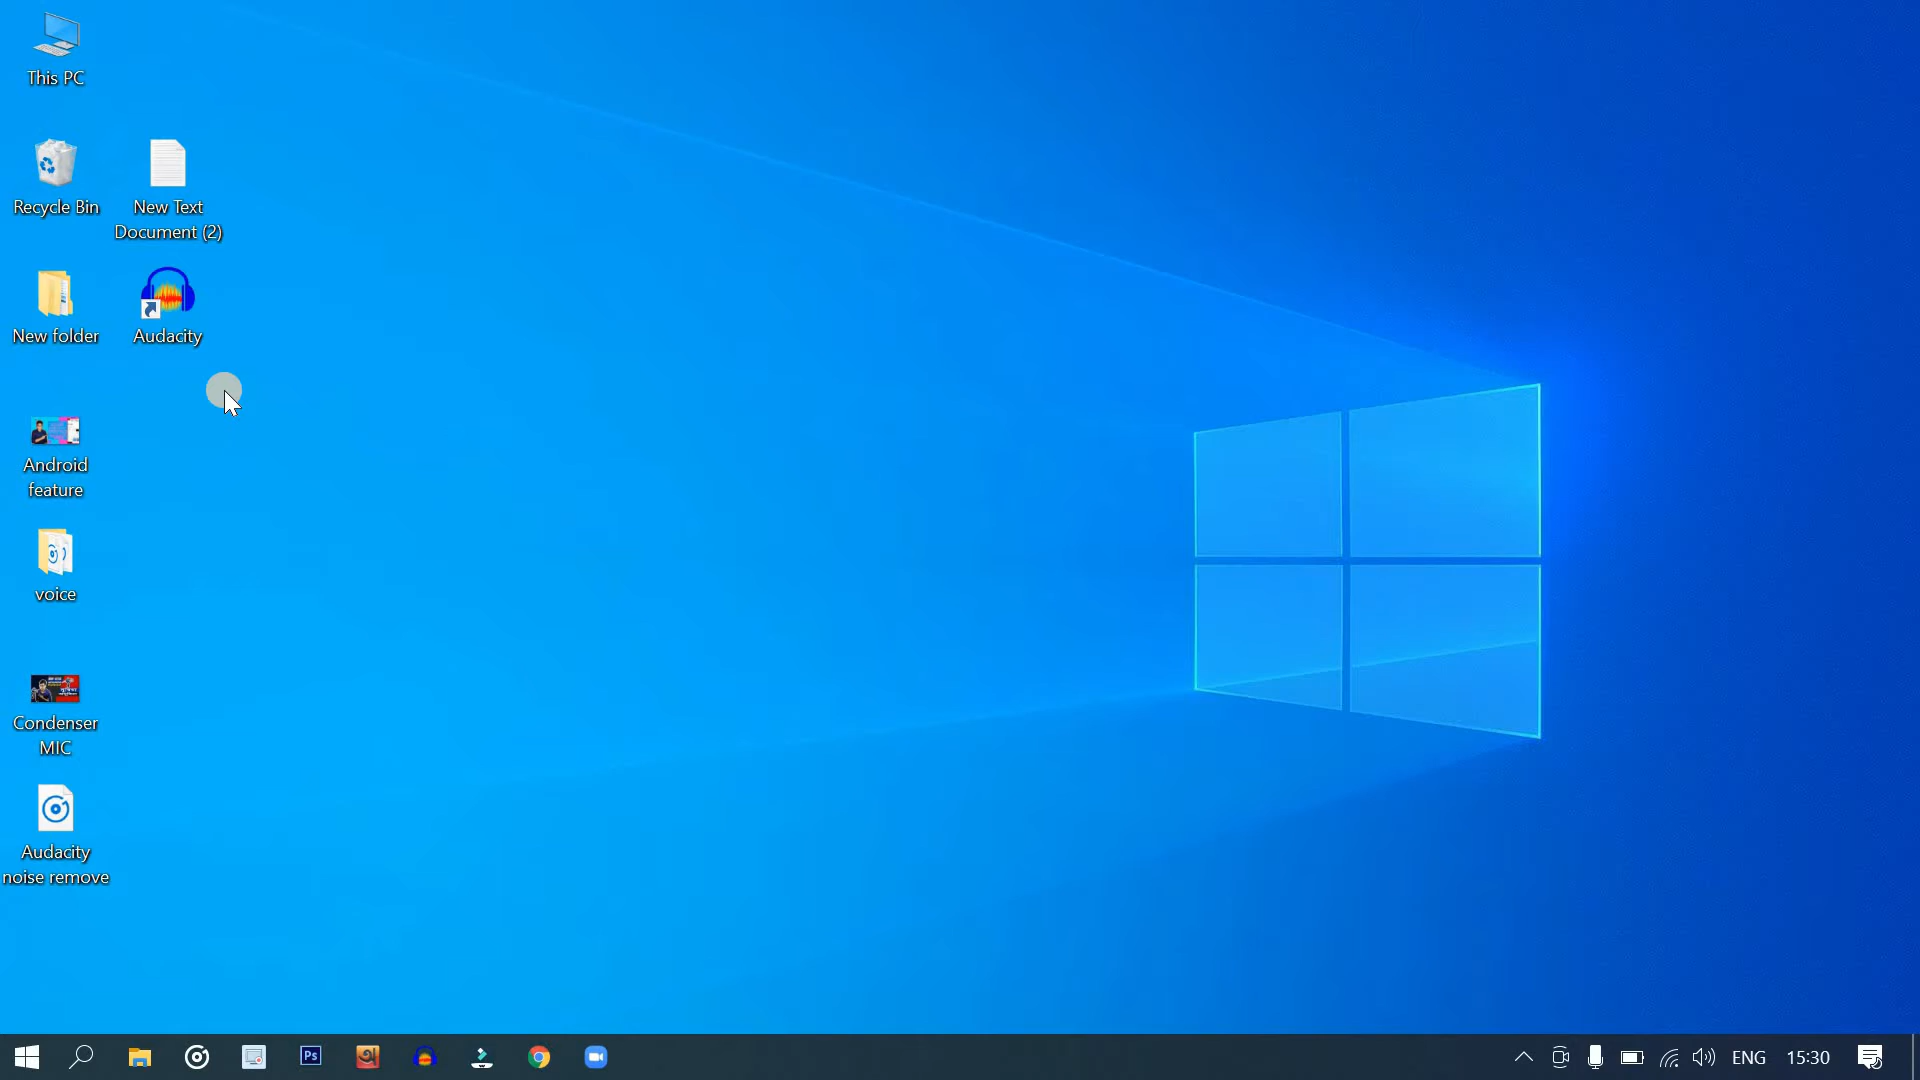 This PC
Recycle Bin
New Text
Document (2)
New folder
Audacity
Android
feature
voice
Condenser
MIC
Audacity
noise remove
Ps
ENG
15:30